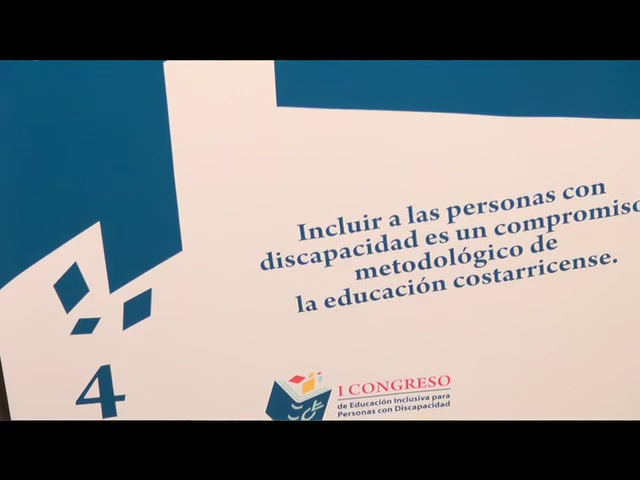 Incluir a las personas con
discapacidad es un compromiso
metodológico de
la educación costarricense.
4
I CONGRESO
de Educación Inclusiva para
Personas con Discapacidad